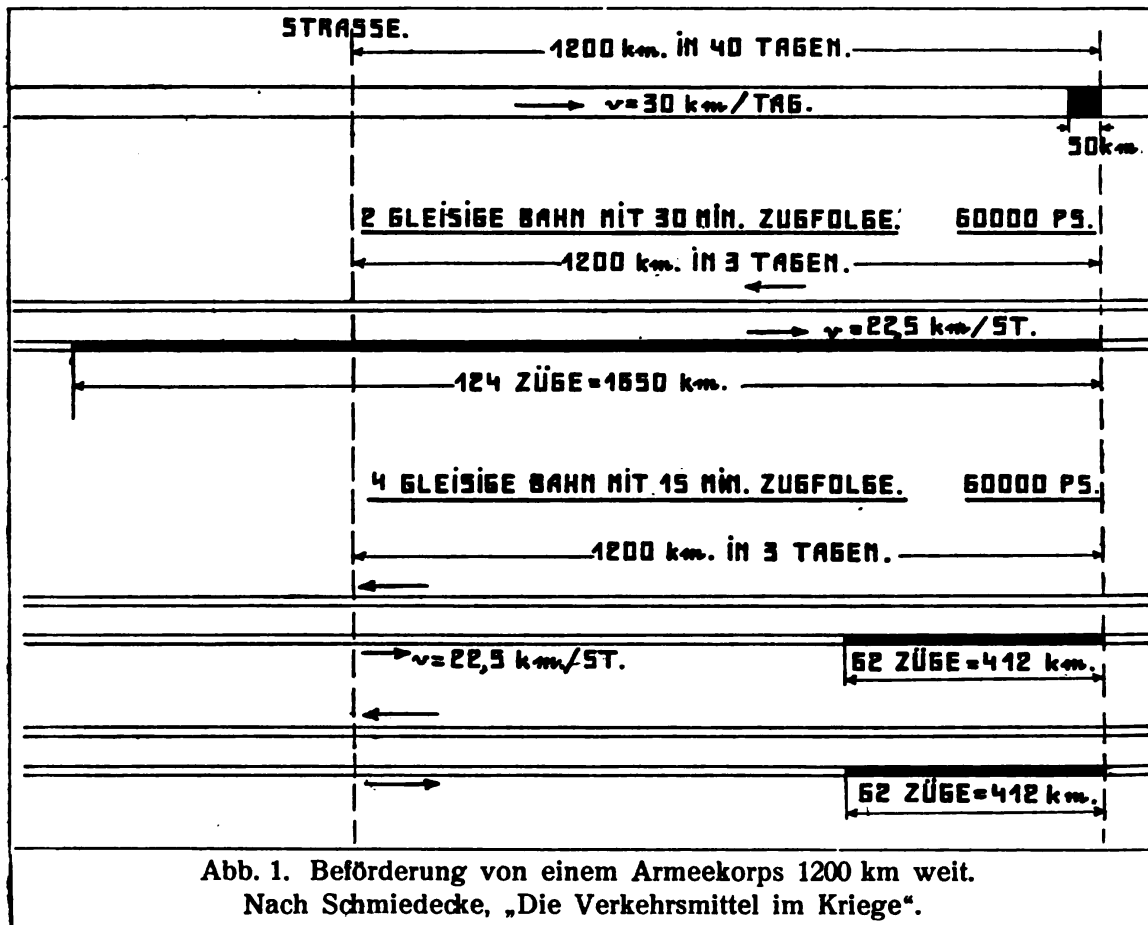 STRASSE.
1200 km. IN 40 TAGEN.
v=30 km/TAG.
50km.
2 GLEISIGE BAHN MIT 30 MIN. ZUGFOLGE. 60000 PS.
1200 km. IN 3 TAGEN.
v=22,5 km/ST.
124 ZÜGE=1650 km.
4 GLEISIGE BAHN MIT 15 MIN. ZUGFOLGE. 60000 PS.
1200 km. IN 3 TAGEN.
v=22,5 km/ST.
62 ZÜGE=412 km.
62 ZÜGE=412 km.
Abb. 1. Beförderung von einem Armeekorps 1200 km weit.
Nach Schmiedecke, „Die Verkehrsmittel im Kriege“.